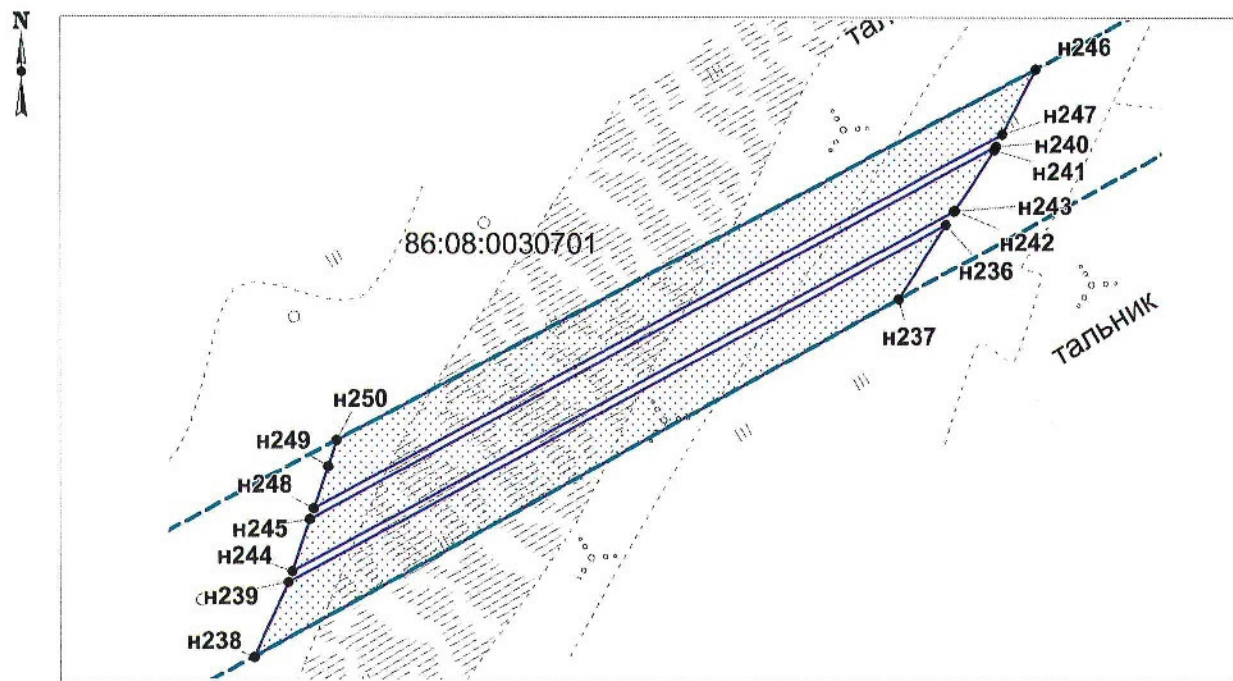 N
тал
н246
н247
н240
н241
н243
н242
н236
н237
86:08:0030701
тальник
н250
н249
н248
н245
н244
н239
н238